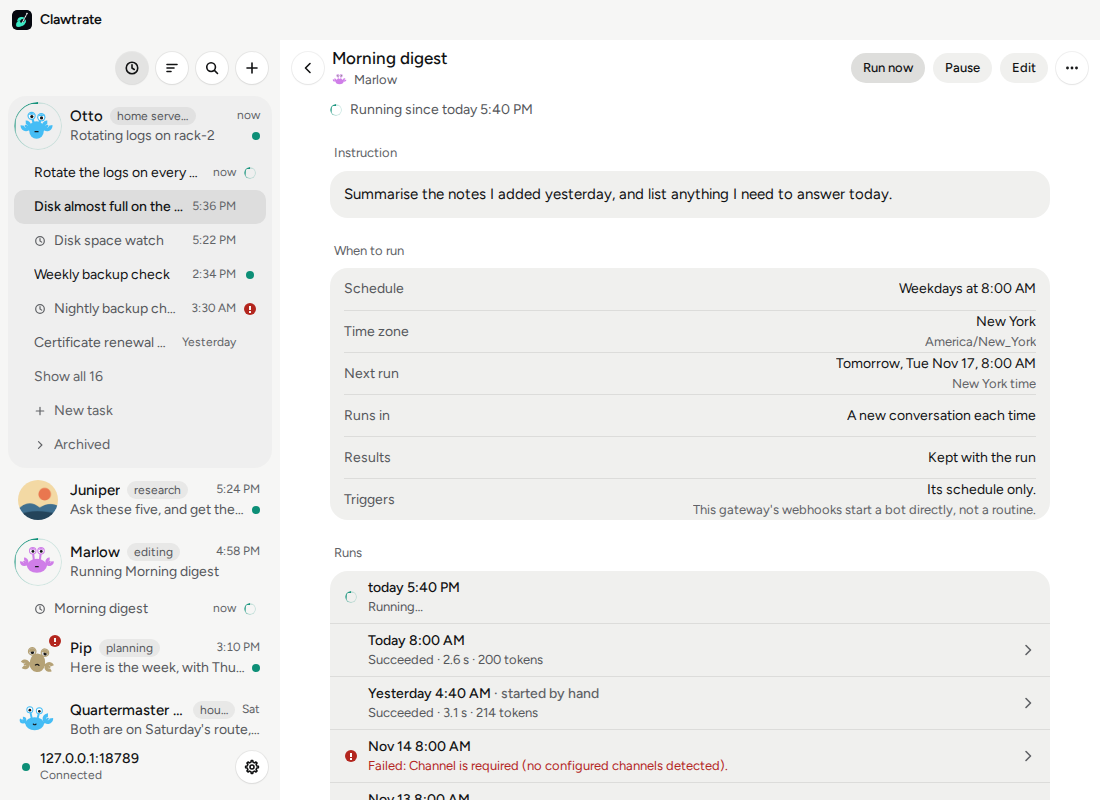 Clawtrate
Otto
home serve...
now
Rotating logs on rack-2
Rotate the logs on every ...
now
Disk almost full on the ...
5:36 PM
Disk space watch
5:22 PM
Weekly backup check
2:34 PM
Nightly backup ch...
3:30 AM
Certificate renewal ...
Yesterday
Show all 16
New task
Archived
Juniper
research
5:24 PM
Ask these five, and get the...
Marlow
editing
4:58 PM
Running Morning digest
Morning digest
now
Pip
planning
3:10 PM
Here is the week, with Thu...
Quartermaster ...
hou...
Sat
Both are on Saturday's route,...
127.0.0.1:18789
Connected
Morning digest
Marlow
Run now
Pause
Edit
Running since today 5:40 PM
Instruction
Summarise the notes I added yesterday, and list anything I need to answer today.
When to run
Schedule
Weekdays at 8:00 AM
Time zone
New York
America/New_York
Next run
Tomorrow, Tue Nov 17, 8:00 AM
New York time
Runs in
A new conversation each time
Results
Kept with the run
Triggers
Its schedule only.
This gateway's webhooks start a bot directly, not a routine.
Runs
today 5:40 PM
Running...
Today 8:00 AM
Succeeded · 2.6 s · 200 tokens
Yesterday 4:40 AM · started by hand
Succeeded · 3.1 s · 214 tokens
Nov 14 8:00 AM
Failed: Channel is required (no configured channels detected).
Nov 13 8:00 AM